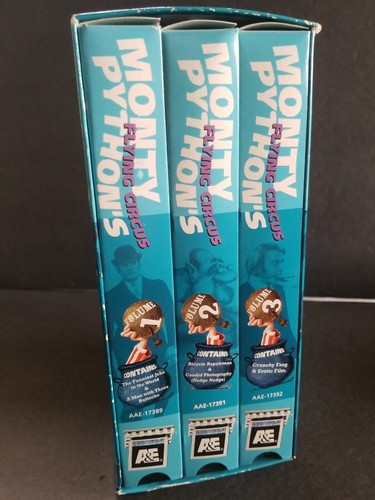 MONTY
PYTHON'S
FLYING CIRCUS
VOLUME
1
CONTAINS
The Funniest Joke
in the World
&
A Man with Three
Buttocks
AAE-17389
A&E
MONTY
PYTHON'S
FLYING CIRCUS
VOLUME
2
CONTAINS
Bicycle Repairman
&
Candid Photography
(Nudge Nudge)
AAE-17391
A&E
MONTY
PYTHON'S
FLYING CIRCUS
VOLUME
3
CONTAINS
Crunchy Frog
& Erotic Film
AAE-17392
A&E